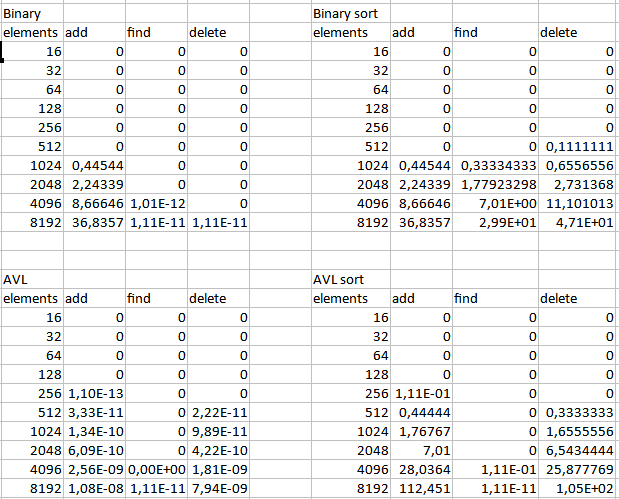 Binary Binary sort
elements add find delete elements add find delete
16 0 0 0 16 0 0 0
32 0 0 0 32 0 0 0
64 0 0 0 64 0 0 0
128 0 0 0 128 0 0 0
256 0 0 0 256 0 0 0
512 0 0 0 512 0 0 0,1111111
1024 0,44544 0 0 1024 0,44544 0,33334333 0,6556556
2048 2,24339 0 0 2048 2,24339 1,77923298 2,731368
4096 8,66646 1,01E-12 0 4096 8,66646 7,01E+00 11,101013
8192 36,8357 1,11E-11 1,11E-11 8192 36,8357 2,99E+01 4,71E+01
AVL AVL sort
elements add find delete elements add find delete
16 0 0 0 16 0 0 0
32 0 0 0 32 0 0 0
64 0 0 0 64 0 0 0
128 0 0 0 128 0 0 0
256 1,10E-13 0 0 256 1,11E-01 0 0
512 3,33E-11 0 2,22E-11 512 0,44444 0 0,3333333
1024 1,34E-10 0 9,89E-11 1024 1,76767 0 1,6555556
2048 6,09E-10 0 4,22E-10 2048 7,01 0 6,5434444
4096 2,56E-09 0,00E+00 1,81E-09 4096 28,0364 1,11E-01 25,877769
8192 1,08E-08 1,11E-11 7,94E-09 8192 112,451 1,11E-11 1,05E+02